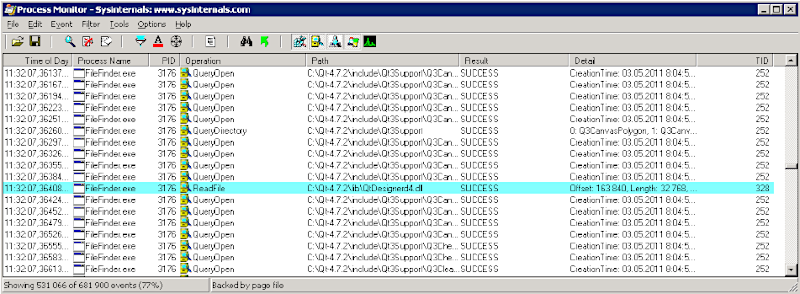 Process Monitor - Sysinternals: www.sysinternals.com
File Edit Event Filter Tools Options Help
Time of Day Process Name PID Operation Path Result Detail TID
11:32:07,36137... FileFinder.exe 3176 QueryOpen C:\Qt-4.7.2\include\Qt3Support\Q3Can... SUCCESS CreationTime: 03.05.2011 8:04:5... 252
11:32:07,36167... FileFinder.exe 3176 QueryOpen C:\Qt-4.7.2\include\Qt3Support\Q3Can... SUCCESS CreationTime: 03.05.2011 8:04:5... 252
11:32:07,36194... FileFinder.exe 3176 QueryOpen C:\Qt-4.7.2\include\Qt3Support\Q3Can... SUCCESS CreationTime: 03.05.2011 8:04:5... 252
11:32:07,36223... FileFinder.exe 3176 QueryOpen C:\Qt-4.7.2\include\Qt3Support\Q3Can... SUCCESS CreationTime: 03.05.2011 8:04:5... 252
11:32:07,36251... FileFinder.exe 3176 QueryOpen C:\Qt-4.7.2\include\Qt3Support\Q3Can... SUCCESS CreationTime: 03.05.2011 8:04:5... 252
11:32:07,36260... FileFinder.exe 3176 QueryDirectory C:\Qt-4.7.2\include\Qt3Support SUCCESS 0: Q3CanvasPolygon, 1: Q3Canv... 252
11:32:07,36297... FileFinder.exe 3176 QueryOpen C:\Qt-4.7.2\include\Qt3Support\Q3Can... SUCCESS CreationTime: 03.05.2011 8:04:5... 252
11:32:07,36326... FileFinder.exe 3176 QueryOpen C:\Qt-4.7.2\include\Qt3Support\Q3Can... SUCCESS CreationTime: 03.05.2011 8:04:5... 252
11:32:07,36355... FileFinder.exe 3176 QueryOpen C:\Qt-4.7.2\include\Qt3Support\Q3Can... SUCCESS CreationTime: 03.05.2011 8:04:5... 252
11:32:07,36384... FileFinder.exe 3176 QueryOpen C:\Qt-4.7.2\include\Qt3Support\Q3Can... SUCCESS CreationTime: 03.05.2011 8:04:5... 252
11:32:07,36408... FileFinder.exe 3176 ReadFile C:\Qt-4.7.2\lib\QtDesignerd4.dll SUCCESS Offset: 163 840, Length: 32 768, ... 328
11:32:07,36424... FileFinder.exe 3176 QueryOpen C:\Qt-4.7.2\include\Qt3Support\Q3Can... SUCCESS CreationTime: 03.05.2011 8:04:5... 252
11:32:07,36452... FileFinder.exe 3176 QueryOpen C:\Qt-4.7.2\include\Qt3Support\Q3Can... SUCCESS CreationTime: 03.05.2011 8:04:5... 252
11:32:07,36479... FileFinder.exe 3176 QueryOpen C:\Qt-4.7.2\include\Qt3Support\Q3Can... SUCCESS CreationTime: 03.05.2011 8:04:5... 252
11:32:07,36526... FileFinder.exe 3176 QueryOpen C:\Qt-4.7.2\include\Qt3Support\Q3Can... SUCCESS CreationTime: 03.05.2011 8:04:5... 252
11:32:07,36555... FileFinder.exe 3176 QueryOpen C:\Qt-4.7.2\include\Qt3Support\Q3Che... SUCCESS CreationTime: 03.05.2011 8:04:5... 252
11:32:07,36583... FileFinder.exe 3176 QueryOpen C:\Qt-4.7.2\include\Qt3Support\Q3Che... SUCCESS CreationTime: 03.05.2011 8:04:5... 252
11:32:07,36613... FileFinder.exe 3176 QueryOpen C:\Qt-4.7.2\include\Qt3Support\Q3Clea... SUCCESS CreationTime: 03.05.2011 8:04:5... 252
Showing 531 066 of 681 900 events (77%) Backed by page file